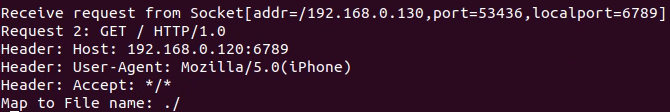 Receive request from Socket[addr=/192.168.0.130,port=53436,localport=6789]
Request 2: GET / HTTP/1.0
Header: Host: 192.168.0.120:6789
Header: User-Agent: Mozilla/5.0(iPhone)
Header: Accept: */*
Map to File name: ./